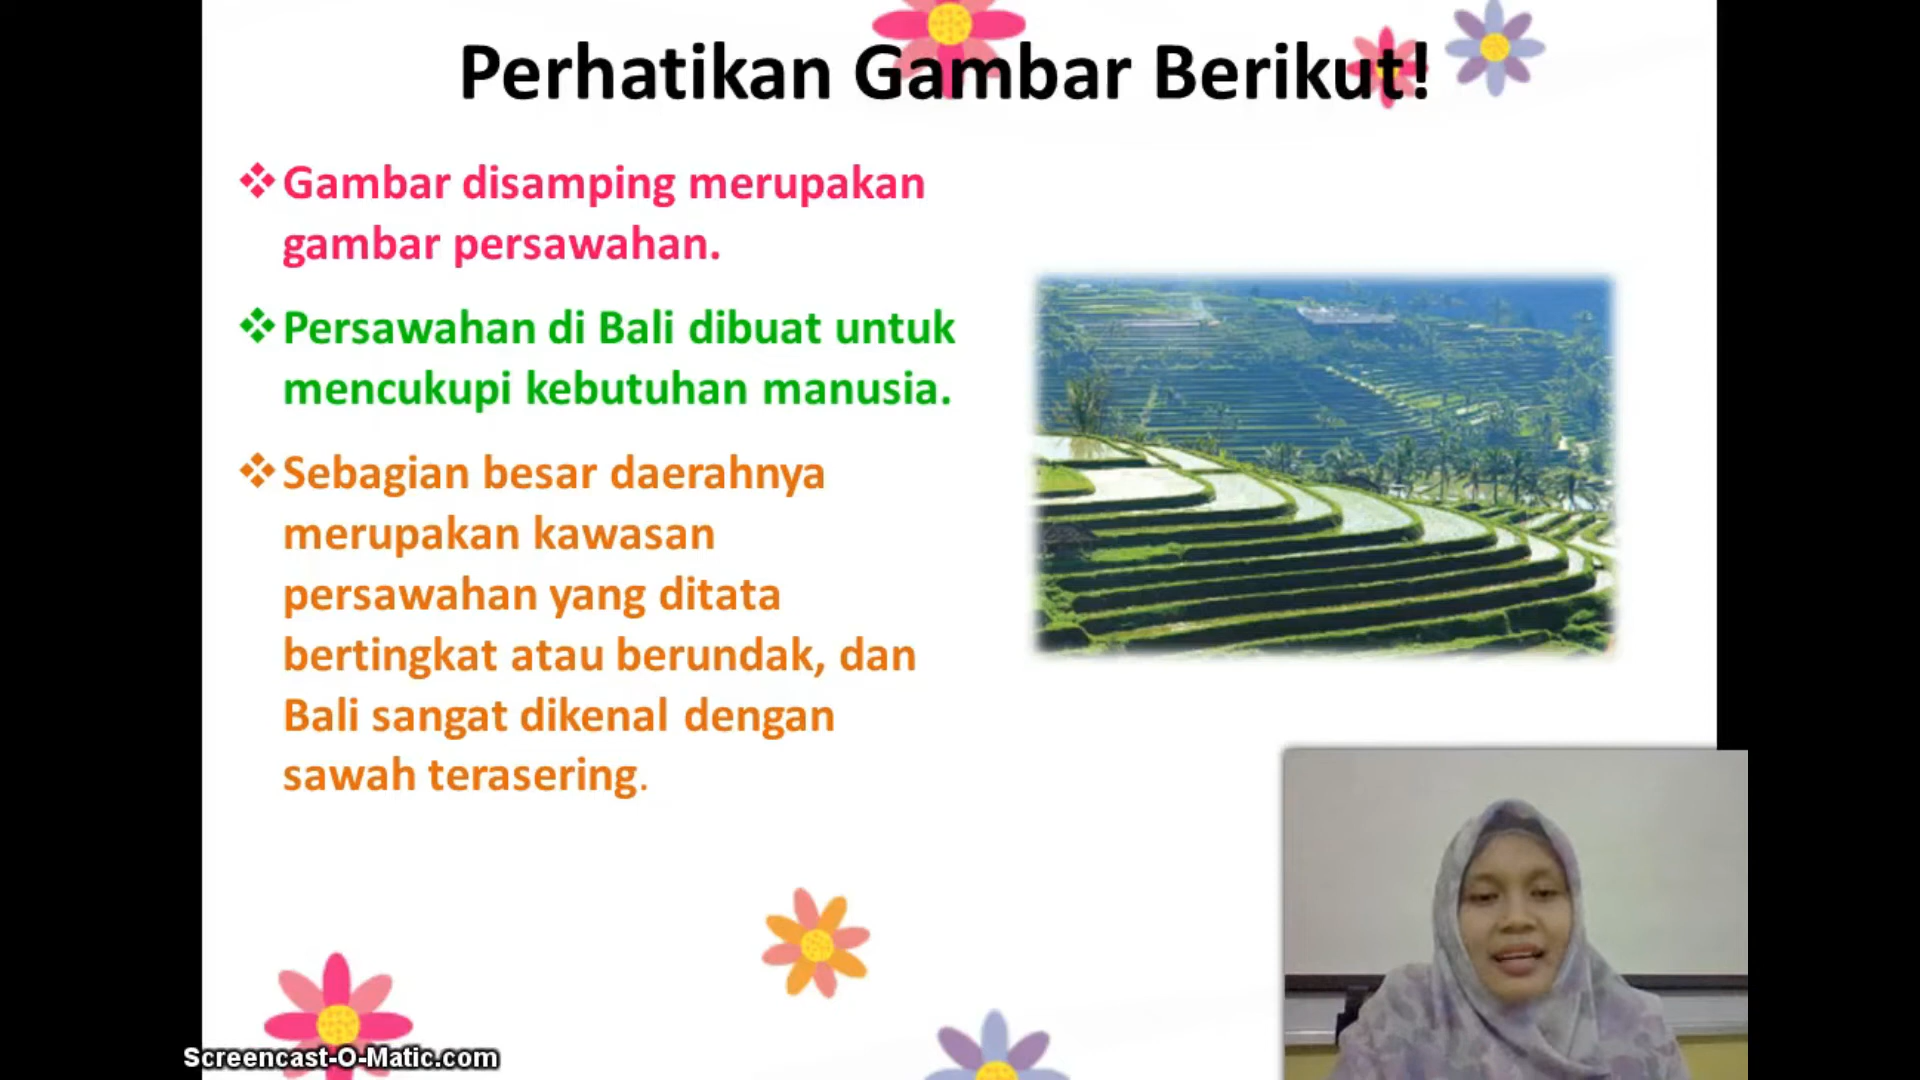 Perhatikan Gambar Berikut!
❖Gambar disamping merupakan
gambar persawahan.
❖Persawahan di Bali dibuat untuk
mencukupi kebutuhan manusia.
❖Sebagian besar daerahnya
merupakan kawasan
persawahan yang ditata
bertingkat atau berundak, dan
Bali sangat dikenal dengan
sawah terasering.
Screencast-O-Matic.com